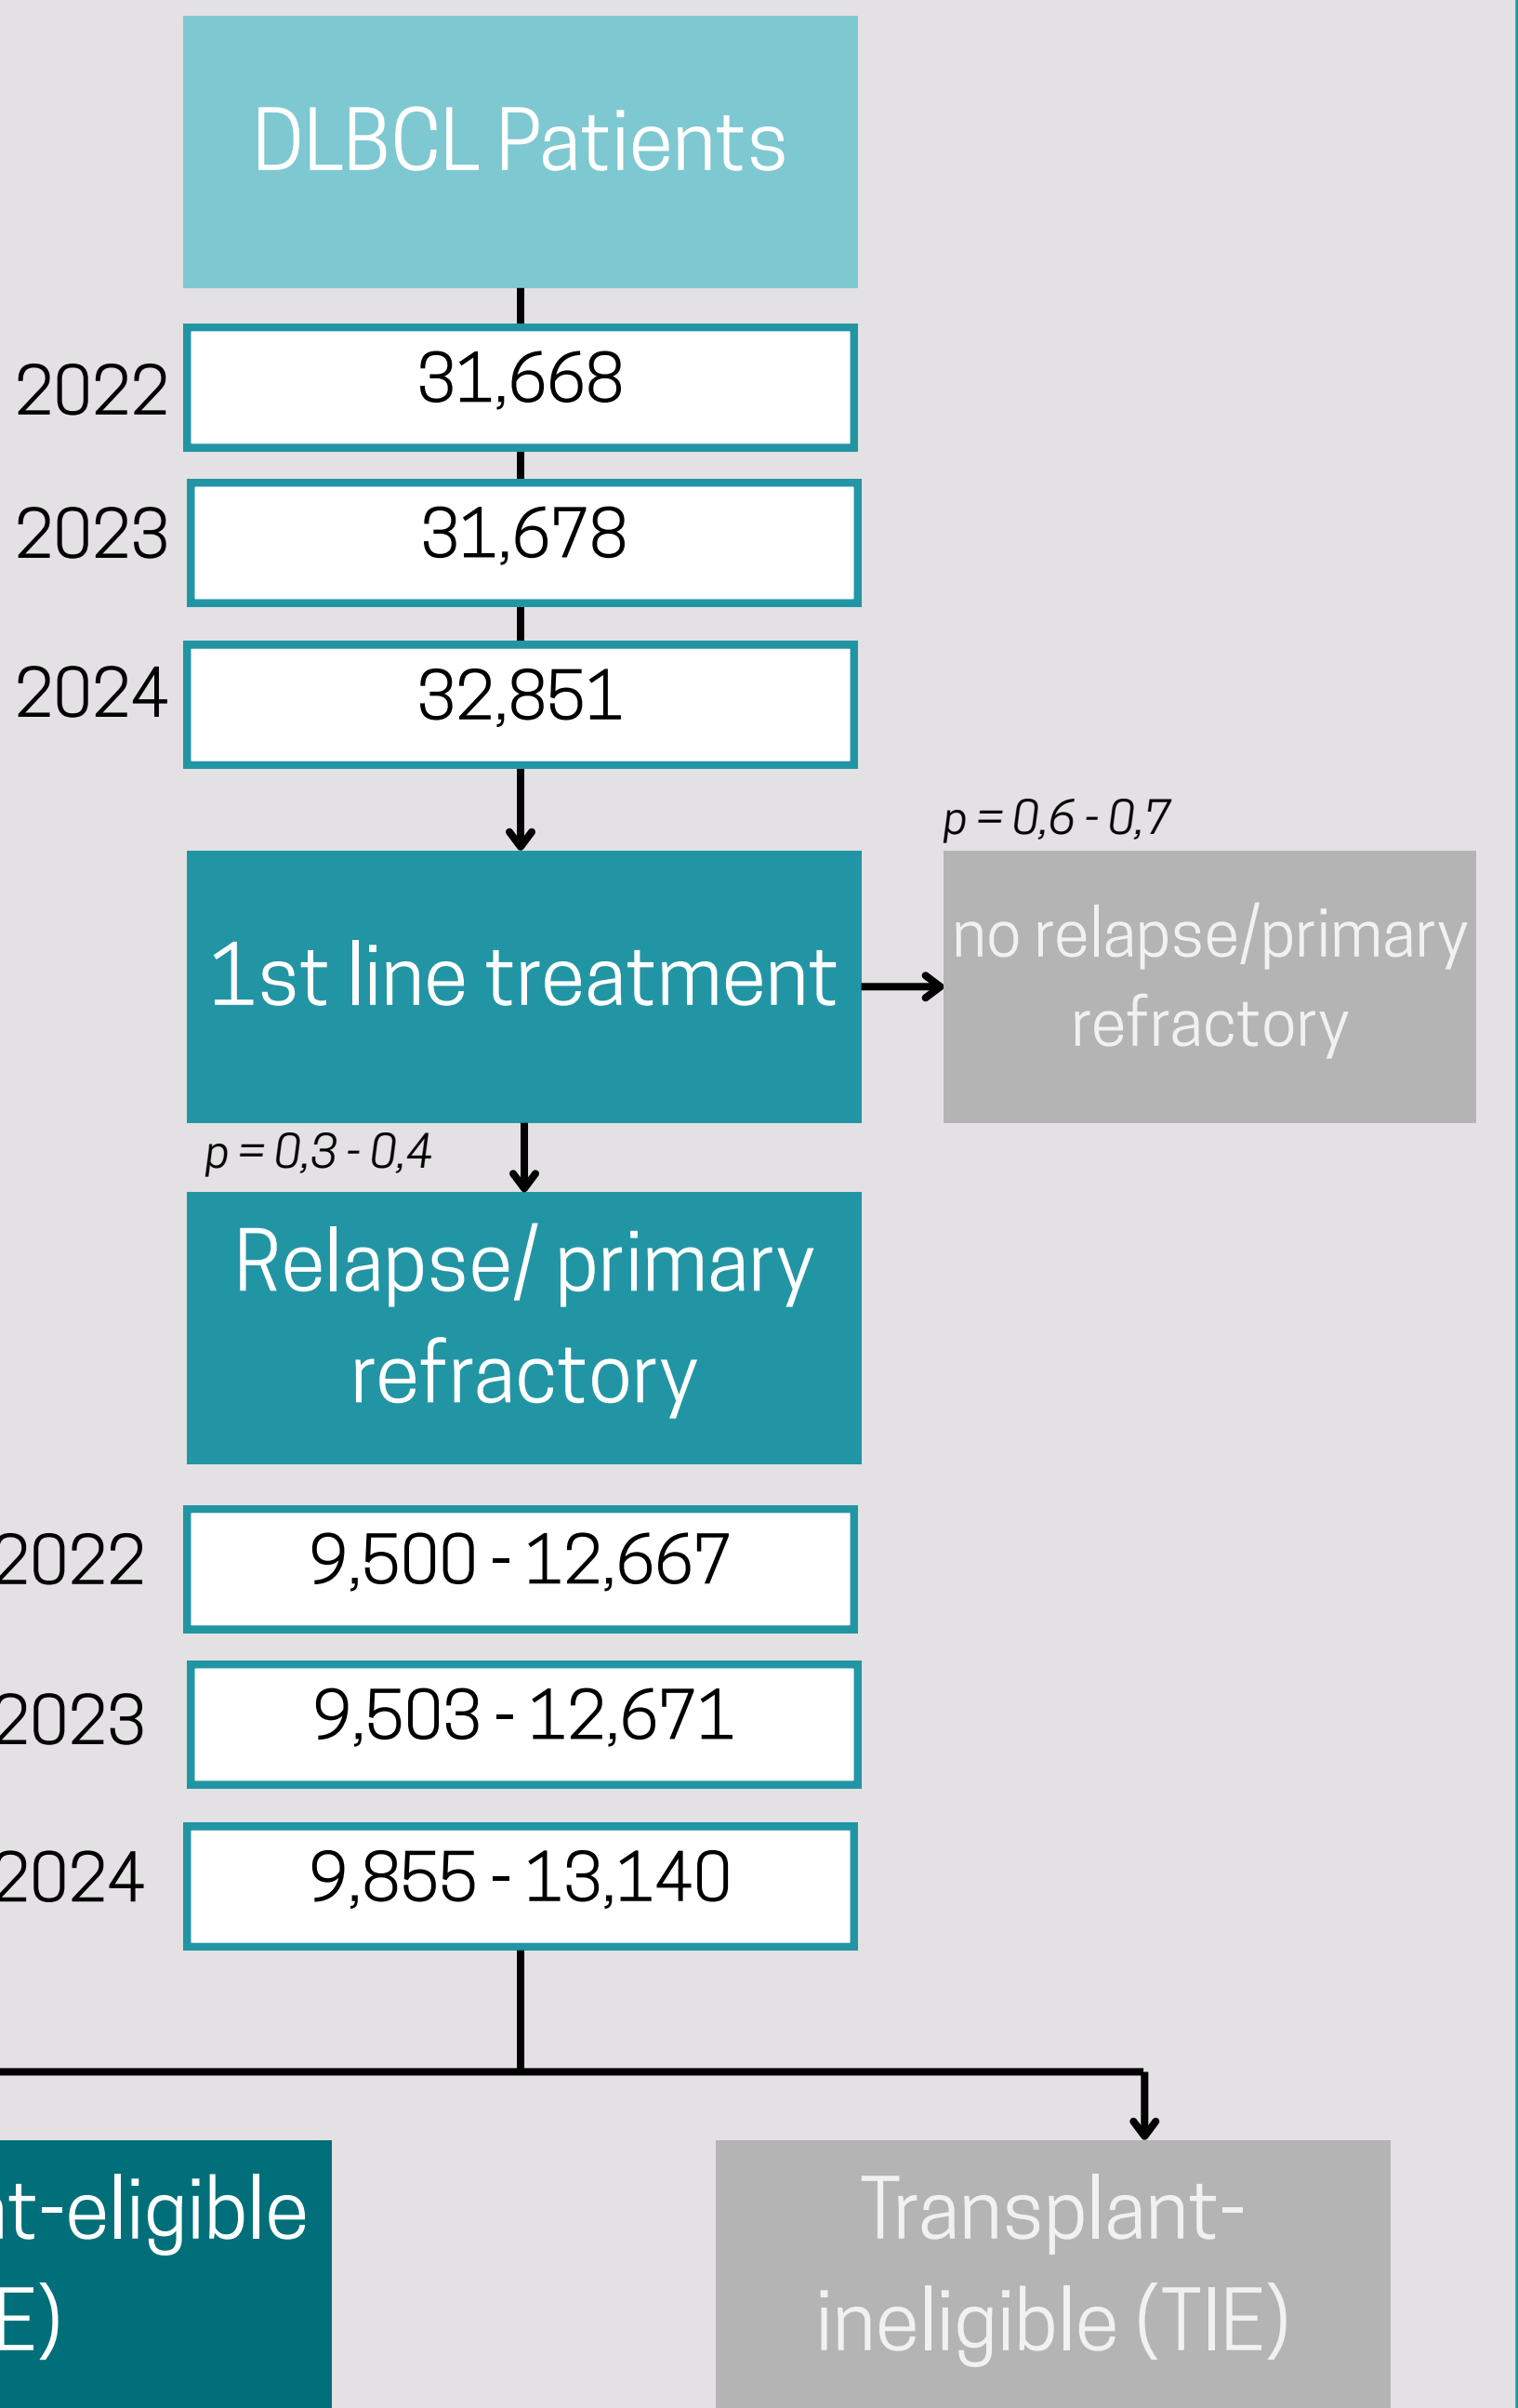 DLBCL Patients
2022 31,668
2023 31,678
2024 32,851
p = 0,6 - 0,7
1st line treatment
no relapse/primary
refractory
p = 0,3 - 0,4
Relapse/ primary
refractory
2022 9,500 - 12,667
2023 9,503 - 12,671
2024 9,855 - 13,140
t-eligible
E)
Transplant-
ineligible (TIE)